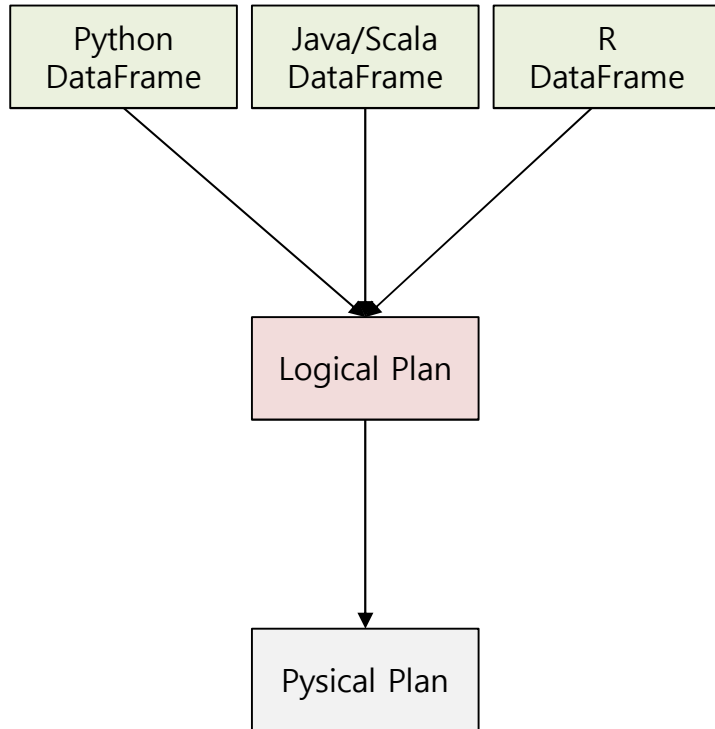 Python
DataFrame
Java/Scala
DataFrame
R
DataFrame
Logical Plan
Pysical Plan